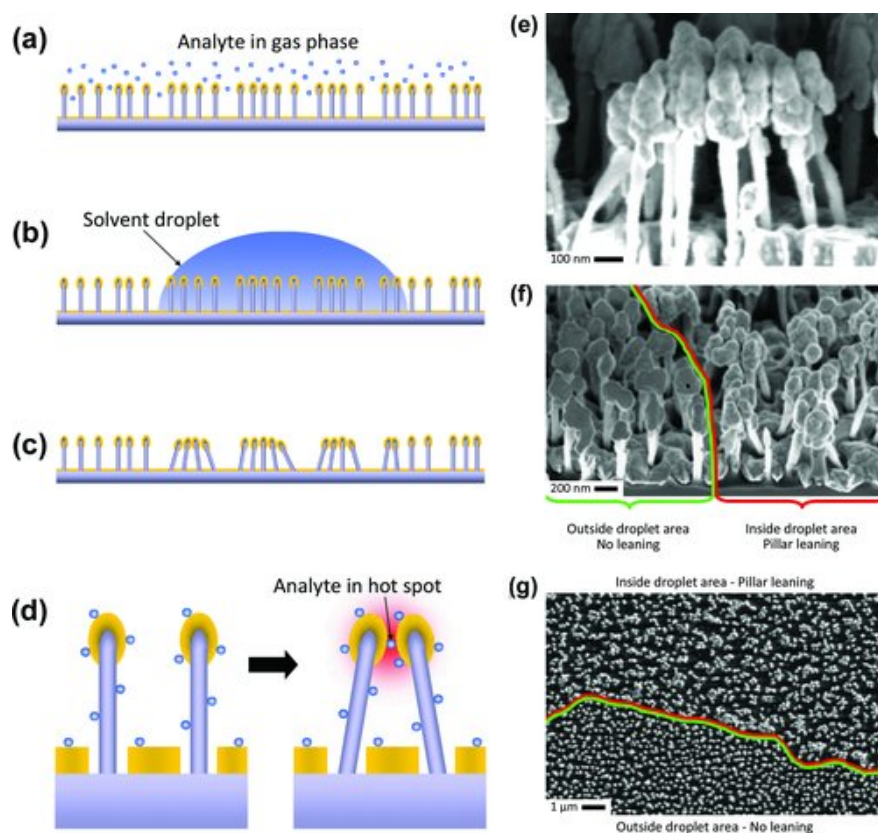 (a)
Analyte in gas phase
(b)
Solvent droplet
(c)
(d)
Analyte in hot spot
(e)
100 nm
(f)
200 nm
Outside droplet area
No leaning
Inside droplet area
Pillar leaning
(g)
Inside droplet area - Pillar leaning
1 µm
Outside droplet area - No leaning